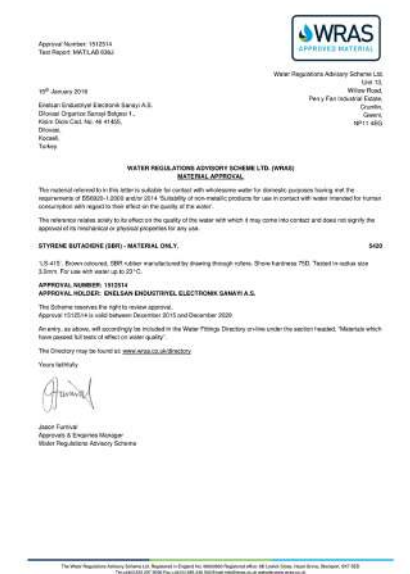 WRAS
APPROVED MATERIAL
Approval Number: 1512514
Test Report: MAT/LAB 636J
Water Regulations Advisory Scheme Ltd.
Unit 13,
Willow Road,
Pen y Fan Industrial Estate,
Crumlin,
Gwent,
NP11 4EG
January 2016
Enelsan Endustriyel Electronik Sanayi A.S.
Dilovasi Organize Sanayi Bolgesi 1.,
Kisim Dicle Cad. No: 46 41455,
Dilovasi,
Kocaeli,
Turkey.
WATER REGULATIONS ADVISORY SCHEME LTD. (WRAS)
MATERIAL APPROVAL
The material referred to in this letter is suitable for contact with wholesome water for domestic purposes having met the
requirements of BS6920-1:2000 and/or 2014 'Suitability of non-metallic products for use in contact with water intended for human
consumption with regard to their effect on the quality of the water'.
The reference relates solely to its effect on the quality of the water with which it may come into contact and does not signify the
approval of its mechanical or physical properties for any use.
STYRENE BUTADIENE (SBR) - MATERIAL ONLY. 5420
'LS-415'. Brown coloured, SBR rubber manufactured by drawing through rollers. Shore hardness 75D. Tested in-radius size
3.5mm. For use with water up to 23°C.
APPROVAL NUMBER: 1512514
APPROVAL HOLDER: ENELSAN ENDUSTRIYEL ELECTRONIK SANAYI A.S.
The Scheme reserves the right to review approval.
Approval 1512514 is valid between December 2015 and December 2020
An entry, as above, will accordingly be included in the Water Fittings Directory on-line under the section headed, "Materials which
have passed full tests of effect on water quality".
The Directory may be found at: www.wras.co.uk/directory
Yours faithfully
Jason Furnival
Approvals & Enquiries Manager
Water Regulations Advisory Scheme